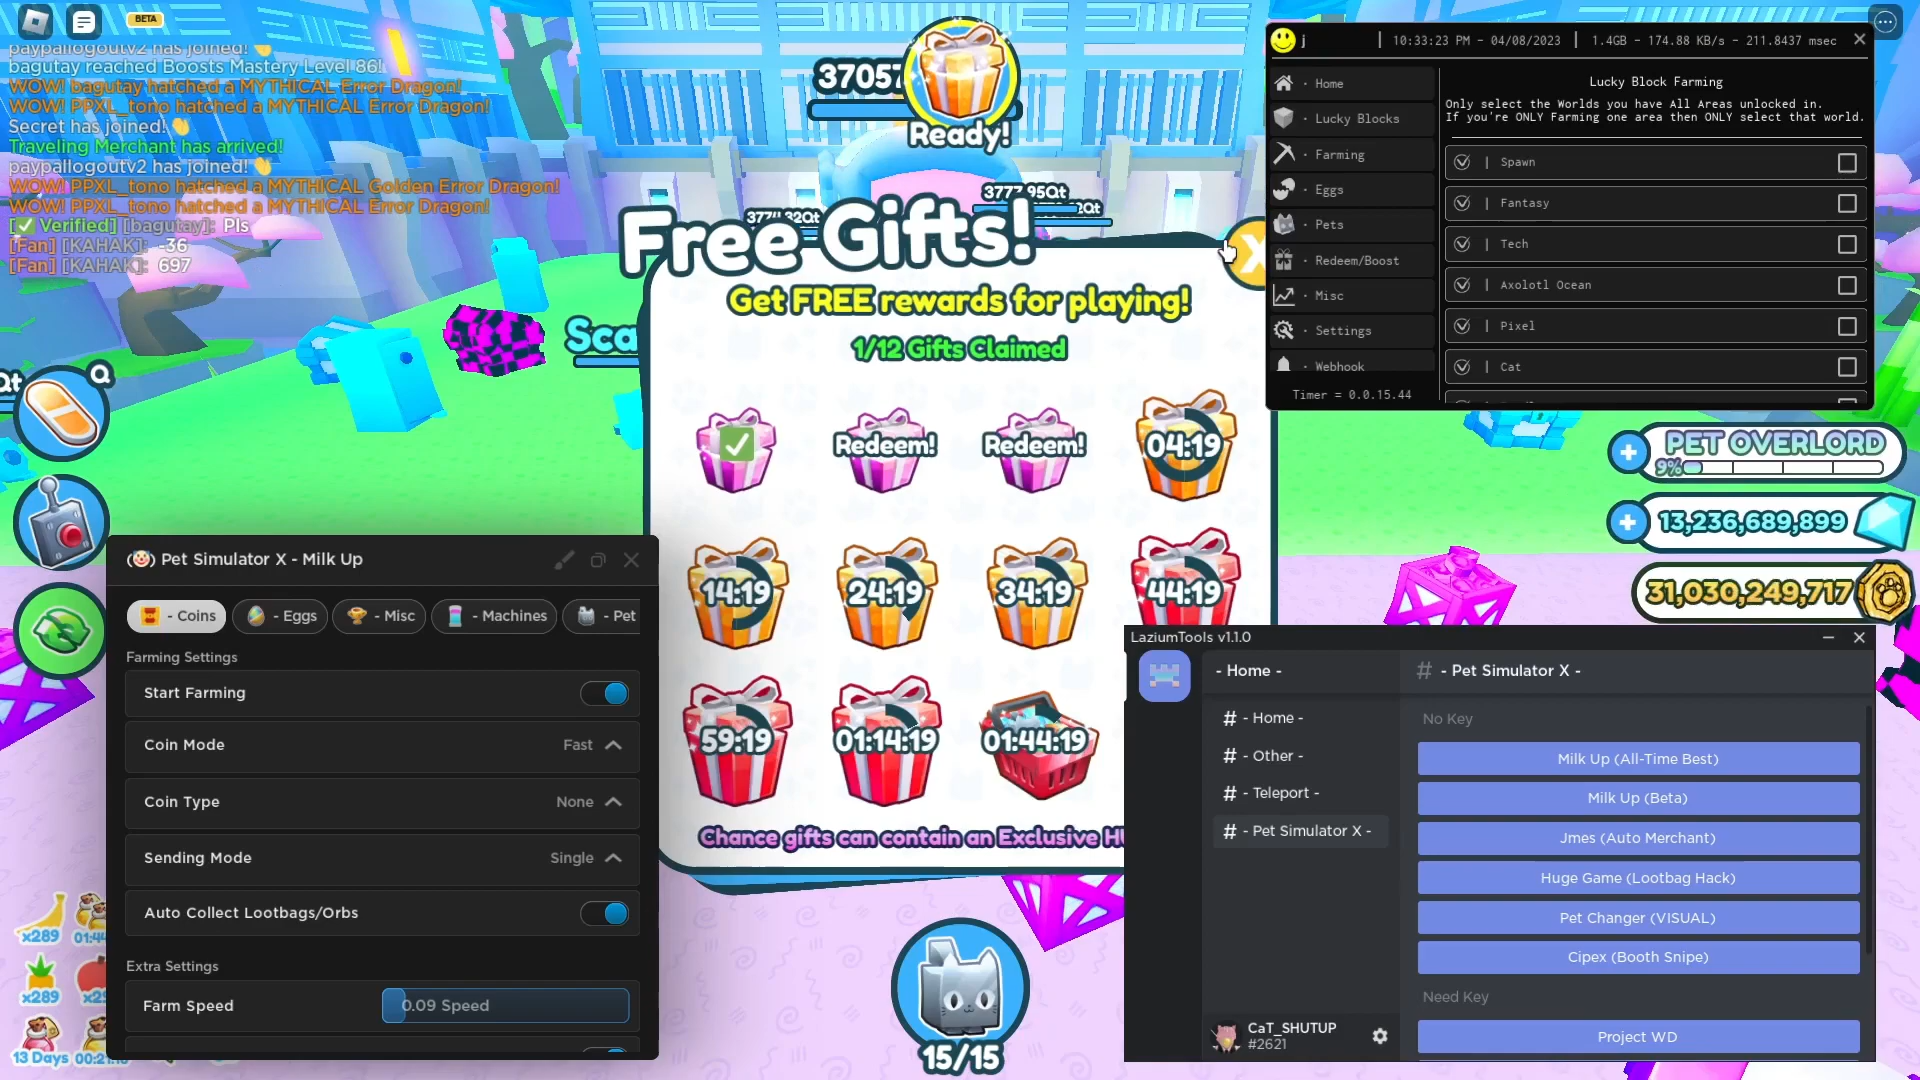 BETA
paypallogoutv2 has joined! 👋
bagutay reached Boosts Mastery Level 86!
WOW! bagutay hatched a MYTHICAL Error Dragon!
WOW! PPXL_tono hatched a MYTHICAL Error Dragon!
Secret has joined! 👋
Traveling Merchant has arrived!
paypallogoutv2 has joined! 👋
WOW! PPXL_tono hatched a MYTHICAL Golden Error Dragon!
WOW! PPXL_tono hatched a MYTHICAL Error Dragon!
[✅ Verified] [bagutay]: Pls
[Fan] [KAHAK]: -36
[Fan] [KAHAK]: 697
37057
Ready!
3777.95Qt
Free Gifts!
X
Get FREE rewards for playing!
1/12 Gifts Claimed
Redeem!
Redeem!
04:19
14:19
24:19
34:19
44:19
59:19
01:14:19
01:44:19
Chance gifts can contain an Exclusive
15/15
Q
x289
x289
13 Days
j
10:33:23 PM - 04/08/2023
1.4GB - 174.88 KB/s - 211.8437 msec
· Home
· Lucky Blocks
· Farming
· Eggs
· Pets
· Redeem/Boost
· Misc
· Settings
· Webhook
Timer = 0.0.15.44
Lucky Block Farming
Only select the Worlds you have All Areas unlocked in.
If you're ONLY Farming one area then ONLY select that world.
| Spawn
| Fantasy
| Tech
| Axolotl Ocean
| Pixel
| Cat
PET OVERLORD
9%
13,236,689,899
31,030,249,717
(🤡) Pet Simulator X - Milk Up
- Coins
- Eggs
- Misc
- Machines
- Pet
Farming Settings
Start Farming
Coin Mode Fast
Coin Type None
Sending Mode Single
Auto Collect Lootbags/Orbs
Extra Settings
Farm Speed 0.09 Speed
LaziumTools v1.1.0
- Home -
# - Home -
# - Other -
# - Teleport -
# - Pet Simulator X -
CaT_SHUTUP
#2621
# - Pet Simulator X -
No Key
Milk Up (All-Time Best)
Milk Up (Beta)
Jmes (Auto Merchant)
Huge Game (Lootbag Hack)
Pet Changer (VISUAL)
Cipex (Booth Snipe)
Need Key
Project WD